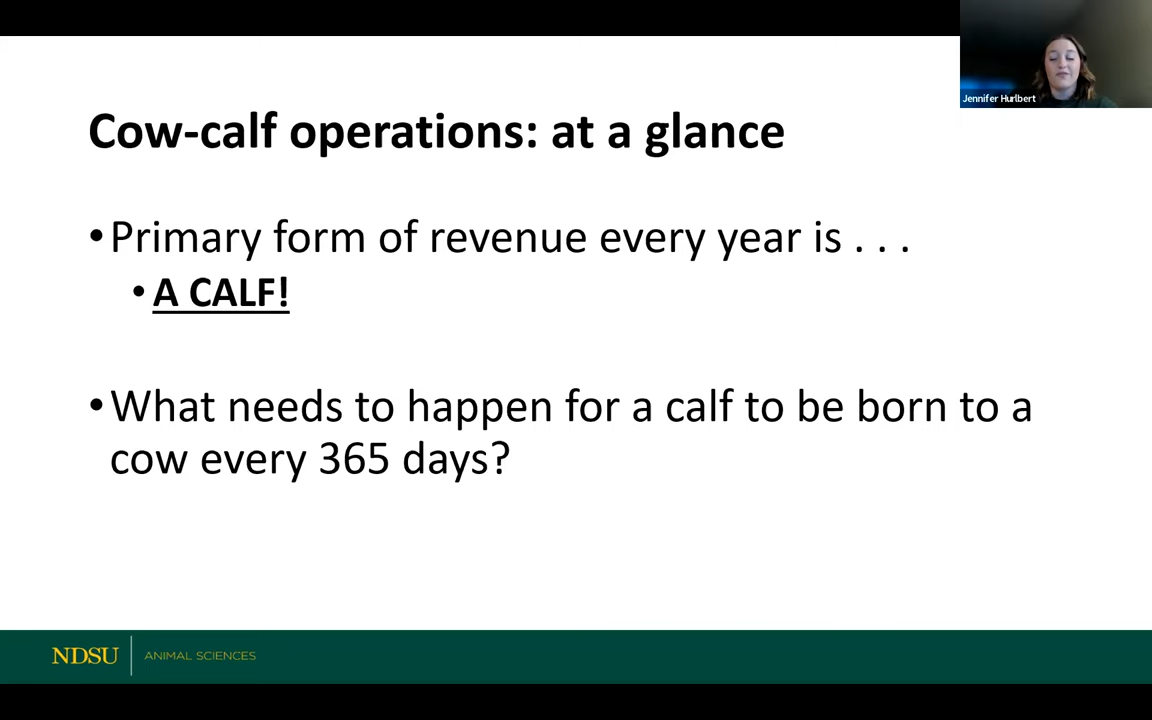 Jennifer Hurlbert
Cow-calf operations: at a glance
•Primary form of revenue every year is . . .
•A CALF!
•What needs to happen for a calf to be born to a
cow every 365 days?
NDSU
ANIMAL SCIENCES